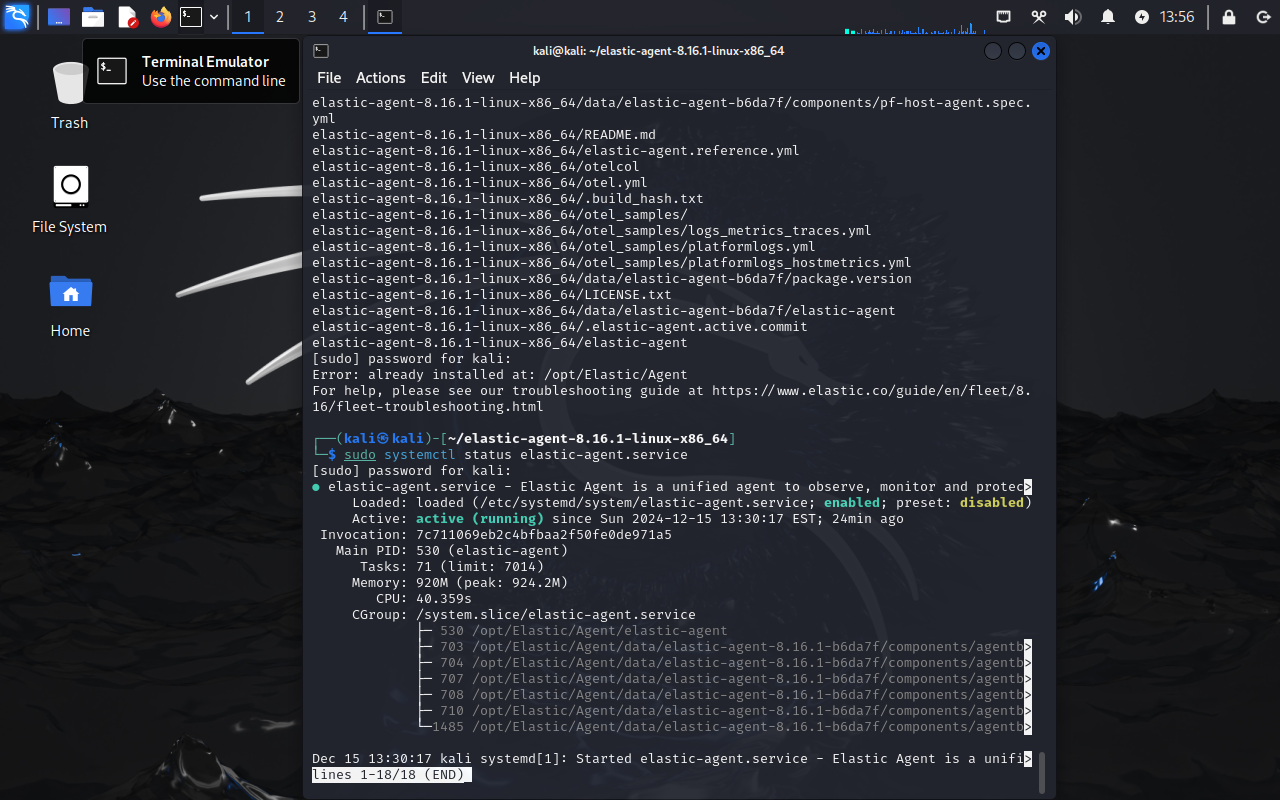 1 2 3 4
13:56
Terminal Emulator
Use the command line
Trash
File System
Home
kali@kali: ~/elastic-agent-8.16.1-linux-x86_64
File Actions Edit View Help
elastic-agent-8.16.1-linux-x86_64/data/elastic-agent-b6da7f/components/pf-host-agent.spec.
yml
elastic-agent-8.16.1-linux-x86_64/README.md
elastic-agent-8.16.1-linux-x86_64/elastic-agent.reference.yml
elastic-agent-8.16.1-linux-x86_64/otelcol
elastic-agent-8.16.1-linux-x86_64/otel.yml
elastic-agent-8.16.1-linux-x86_64/.build_hash.txt
elastic-agent-8.16.1-linux-x86_64/otel_samples/
elastic-agent-8.16.1-linux-x86_64/otel_samples/logs_metrics_traces.yml
elastic-agent-8.16.1-linux-x86_64/otel_samples/platformlogs.yml
elastic-agent-8.16.1-linux-x86_64/otel_samples/platformlogs_hostmetrics.yml
elastic-agent-8.16.1-linux-x86_64/data/elastic-agent-b6da7f/package.version
elastic-agent-8.16.1-linux-x86_64/LICENSE.txt
elastic-agent-8.16.1-linux-x86_64/data/elastic-agent-b6da7f/elastic-agent
elastic-agent-8.16.1-linux-x86_64/.elastic-agent.active.commit
elastic-agent-8.16.1-linux-x86_64/elastic-agent
[sudo] password for kali:
Error: already installed at: /opt/Elastic/Agent
For help, please see our troubleshooting guide at https://www.elastic.co/guide/en/fleet/8.
16/fleet-troubleshooting.html
┌──(kali㉿kali)-[~/elastic-agent-8.16.1-linux-x86_64]
└─$ sudo systemctl status elastic-agent.service
[sudo] password for kali:
● elastic-agent.service - Elastic Agent is a unified agent to observe, monitor and protec>
Loaded: loaded (/etc/systemd/system/elastic-agent.service; enabled; preset: disabled)
Active: active (running) since Sun 2024-12-15 13:30:17 EST; 24min ago
Invocation: 7c711069eb2c4bfbaa2f50fe0de971a5
Main PID: 530 (elastic-agent)
Tasks: 71 (limit: 7014)
Memory: 920M (peak: 924.2M)
CPU: 40.359s
CGroup: /system.slice/elastic-agent.service
├─ 530 /opt/Elastic/Agent/elastic-agent
├─ 703 /opt/Elastic/Agent/data/elastic-agent-8.16.1-b6da7f/components/agentb>
├─ 704 /opt/Elastic/Agent/data/elastic-agent-8.16.1-b6da7f/components/agentb>
├─ 707 /opt/Elastic/Agent/data/elastic-agent-8.16.1-b6da7f/components/agentb>
├─ 708 /opt/Elastic/Agent/data/elastic-agent-8.16.1-b6da7f/components/agentb>
├─ 710 /opt/Elastic/Agent/data/elastic-agent-8.16.1-b6da7f/components/agentb>
└─1485 /opt/Elastic/Agent/data/elastic-agent-8.16.1-b6da7f/components/agentb>
Dec 15 13:30:17 kali systemd[1]: Started elastic-agent.service - Elastic Agent is a unifi>
lines 1-18/18 (END)